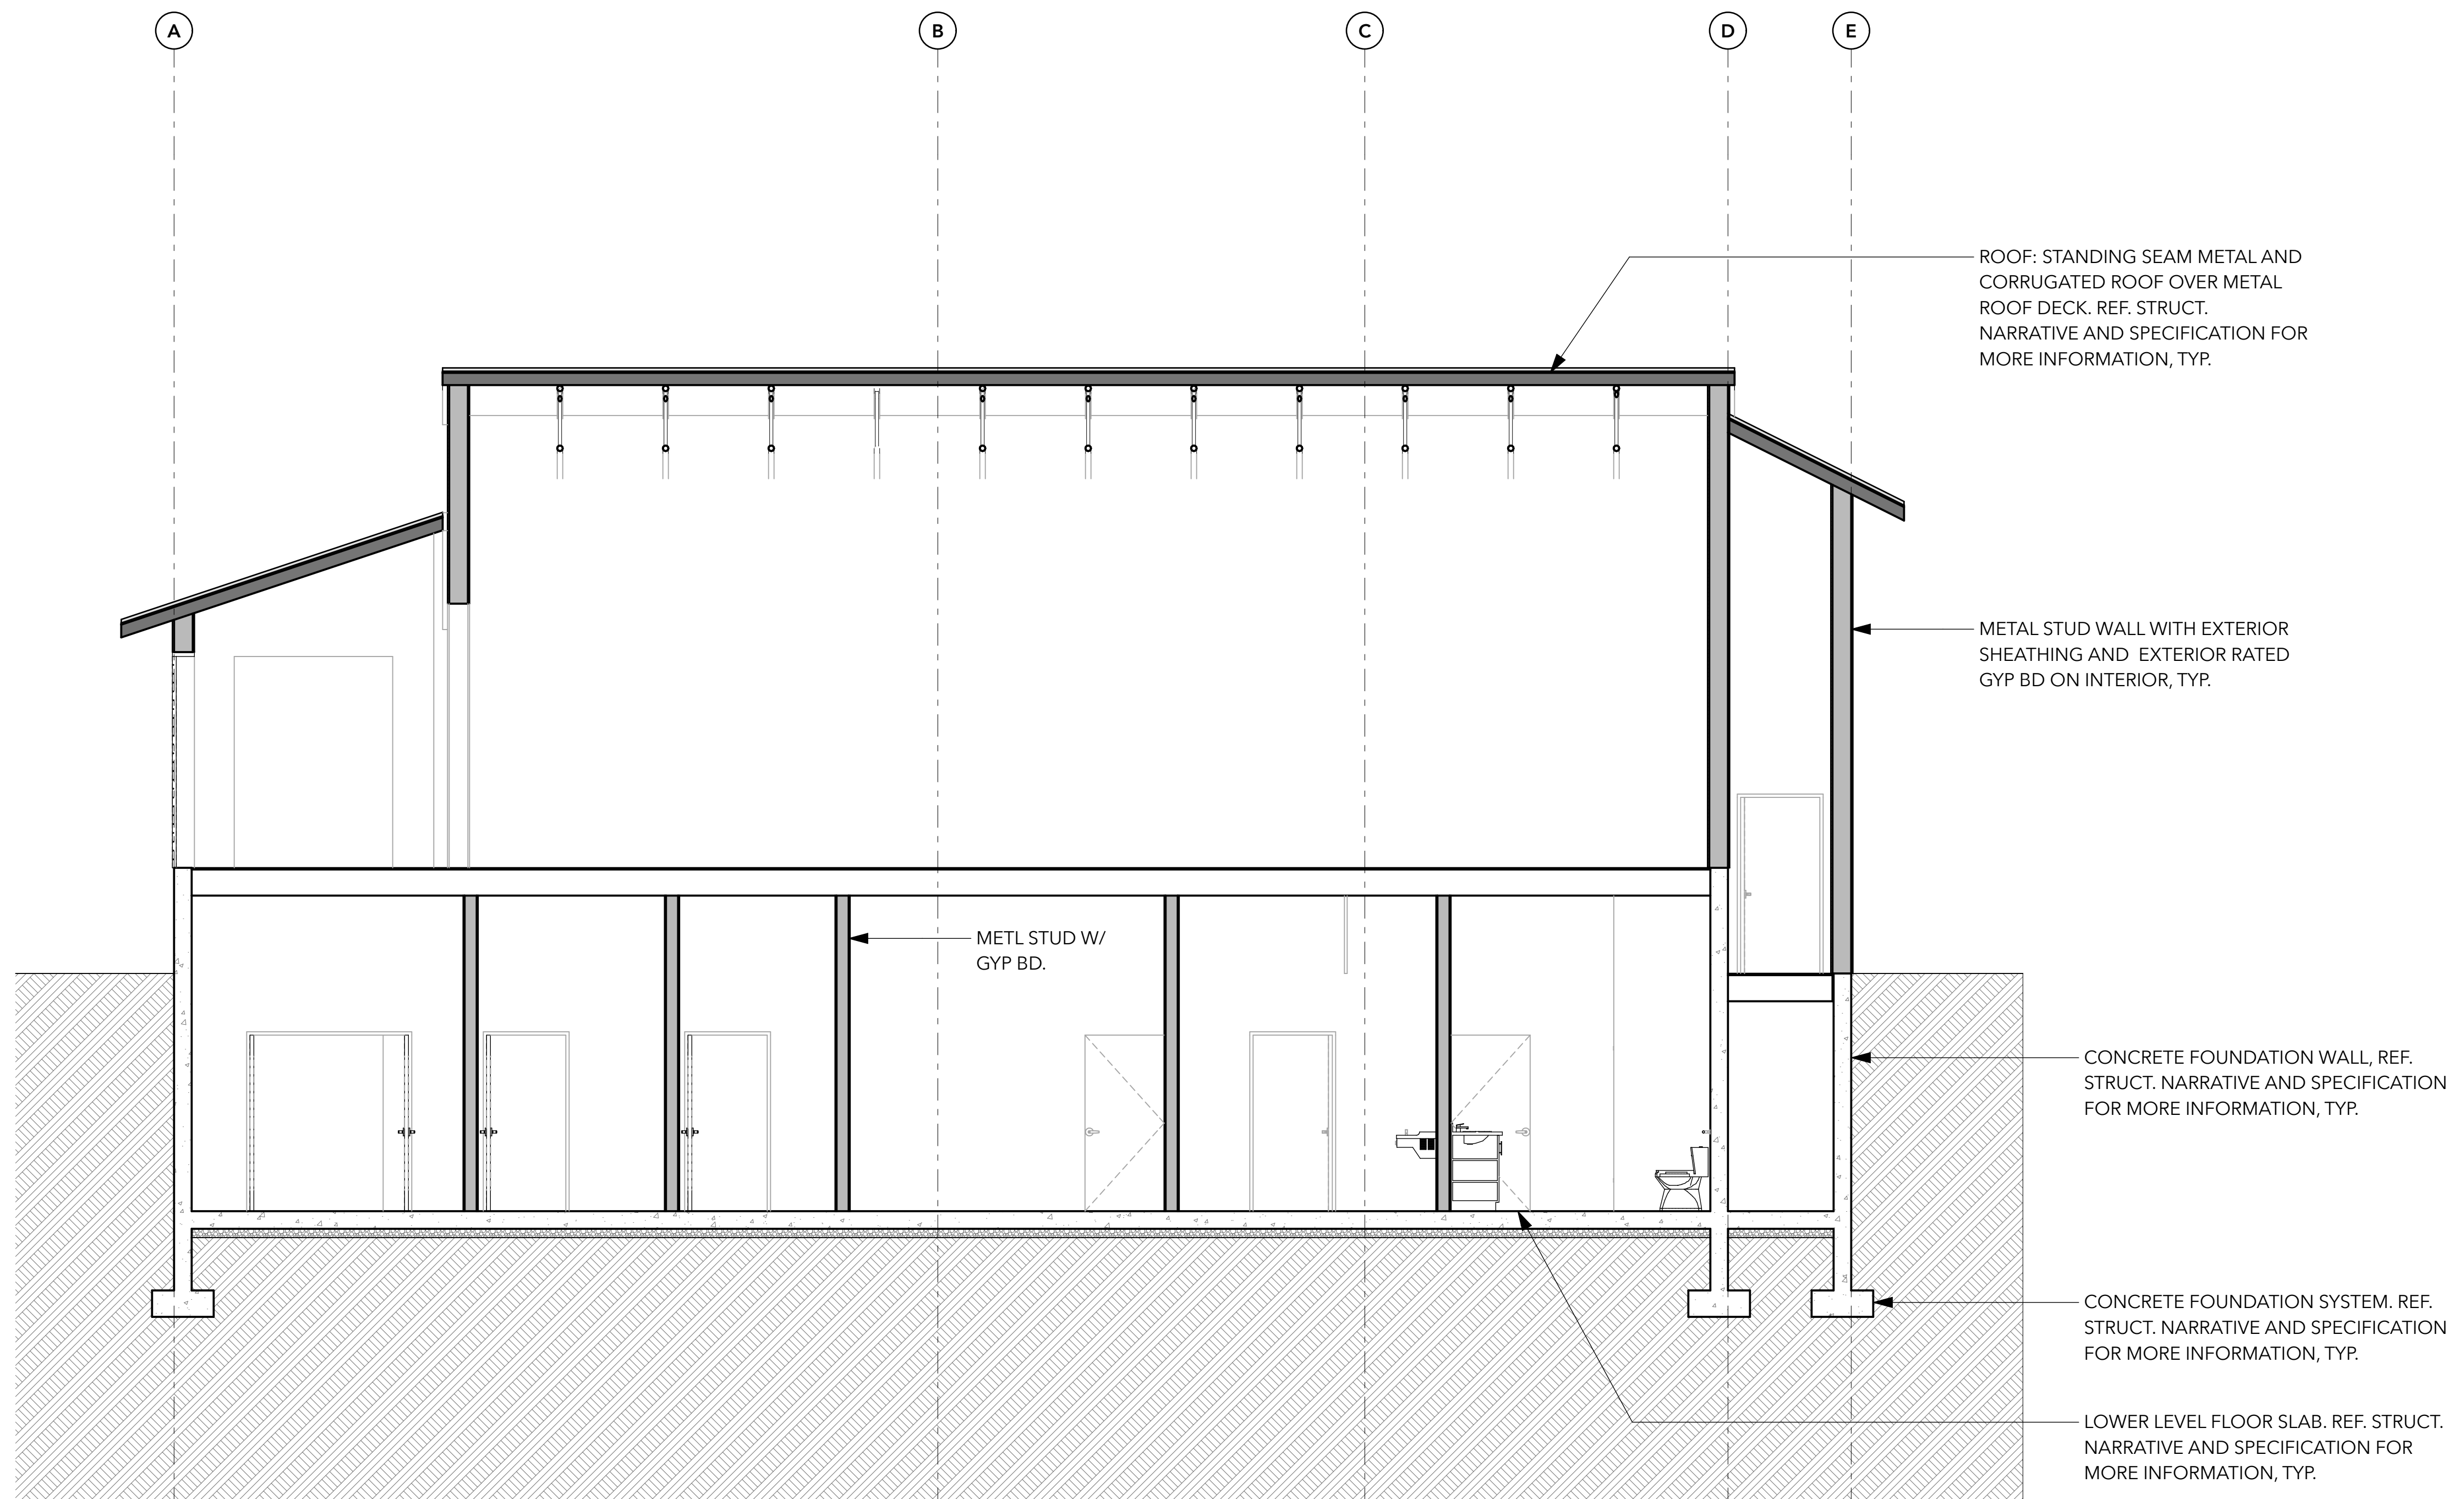 A
B
C
D
E
ROOF: STANDING SEAM METAL AND
CORRUGATED ROOF OVER METAL
ROOF DECK. REF. STRUCT.
NARRATIVE AND SPECIFICATION FOR
MORE INFORMATION, TYP.
METAL STUD WALL WITH EXTERIOR
SHEATHING AND  EXTERIOR RATED
GYP BD ON INTERIOR, TYP.
METL STUD W/
GYP BD.
CONCRETE FOUNDATION WALL, REF.
STRUCT. NARRATIVE AND SPECIFICATION
FOR MORE INFORMATION, TYP.
CONCRETE FOUNDATION SYSTEM. REF.
STRUCT. NARRATIVE AND SPECIFICATION
FOR MORE INFORMATION, TYP.
LOWER LEVEL FLOOR SLAB. REF. STRUCT.
NARRATIVE AND SPECIFICATION FOR
MORE INFORMATION, TYP.